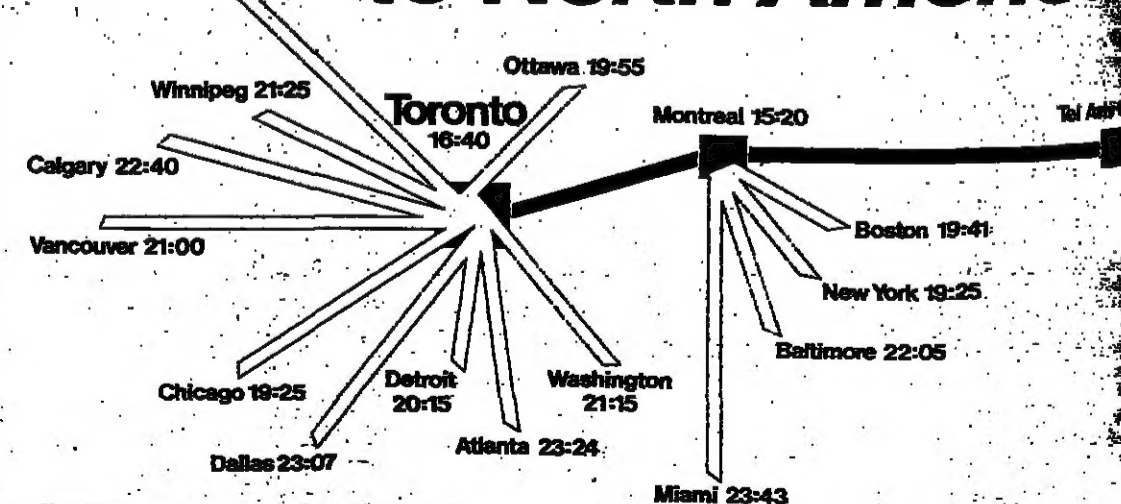 Ottawa 19:55
Winnipeg 21:25
Toronto
16:40
Montreal 15:20
Tel
Calgary 22:40
Vancouver 21:00
Boston 19:41
New York 19:25
Baltimore 22:05
Chicago 19:25
Detroit
20:15
Washington
21:15
Atlanta 23:24
Dallas 23:07
Miami 23:43